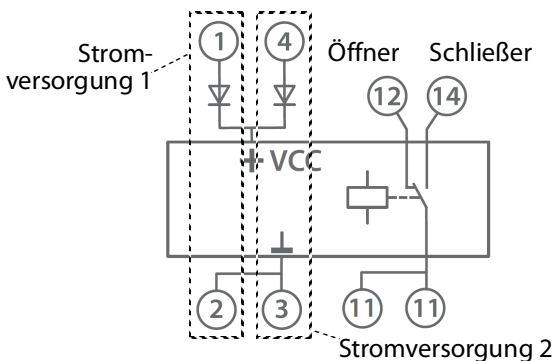 Strom-
versorgung 1
1
4
Öffner
Schließer
12
14
+ VCC
2
3
11
11
Stromversorgung 2